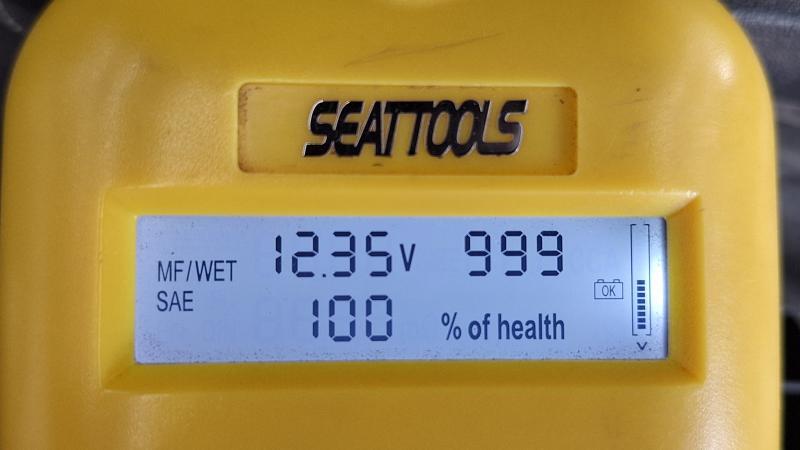 SEATTOOLS
MF/WET 12.35V 999
SAE 100 % of health
OK
V